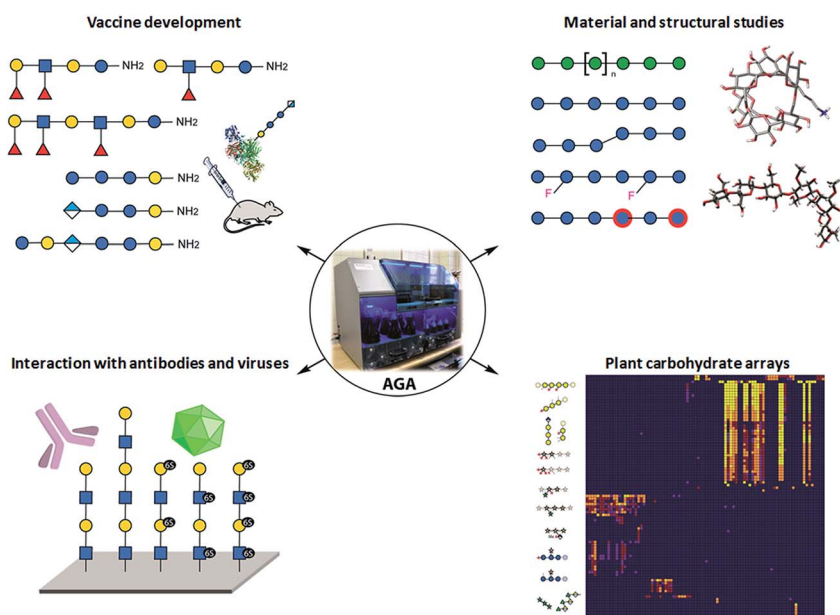 Vaccine development
NH2
NH2
NH2
NH2
NH2
NH2
Material and structural studies
[ ]n
F
F
AGA
Interaction with antibodies and viruses
6S
6S
6S
6S
6S
6S
6S
6S
Plant carbohydrate arrays